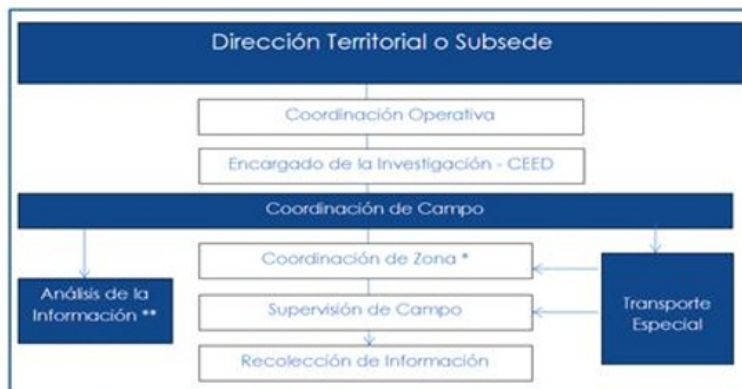 Dirección Territorial o Subsede
Coordinación Operativa
Encargado de la Investigación - CEED
Coordinación de Campo
Coordinación de Zona *
Análisis de la
Información **
Supervisión de Campo
Transporte
Especial
Recolección de Información